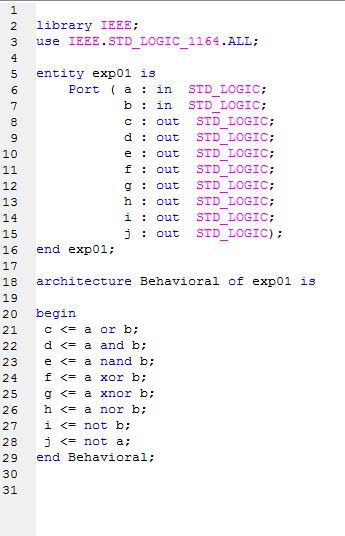 1
2 library IEEE;
3 use IEEE.STD_LOGIC_1164.ALL;
4
5 entity exp01 is
6     Port ( a : in  STD_LOGIC;
7            b : in  STD_LOGIC;
8            c : out  STD_LOGIC;
9            d : out  STD_LOGIC;
10            e : out  STD_LOGIC;
11            f : out  STD_LOGIC;
12            g : out  STD_LOGIC;
13            h : out  STD_LOGIC;
14            i : out  STD_LOGIC;
15            j : out  STD_LOGIC);
16 end exp01;
17
18 architecture Behavioral of exp01 is
19
20 begin
21  c <= a or b;
22  d <= a and b;
23  e <= a nand b;
24  f <= a xor b;
25  g <= a xnor b;
26  h <= a nor b;
27  i <= not b;
28  j <= not a;
29 end Behavioral;
30
31